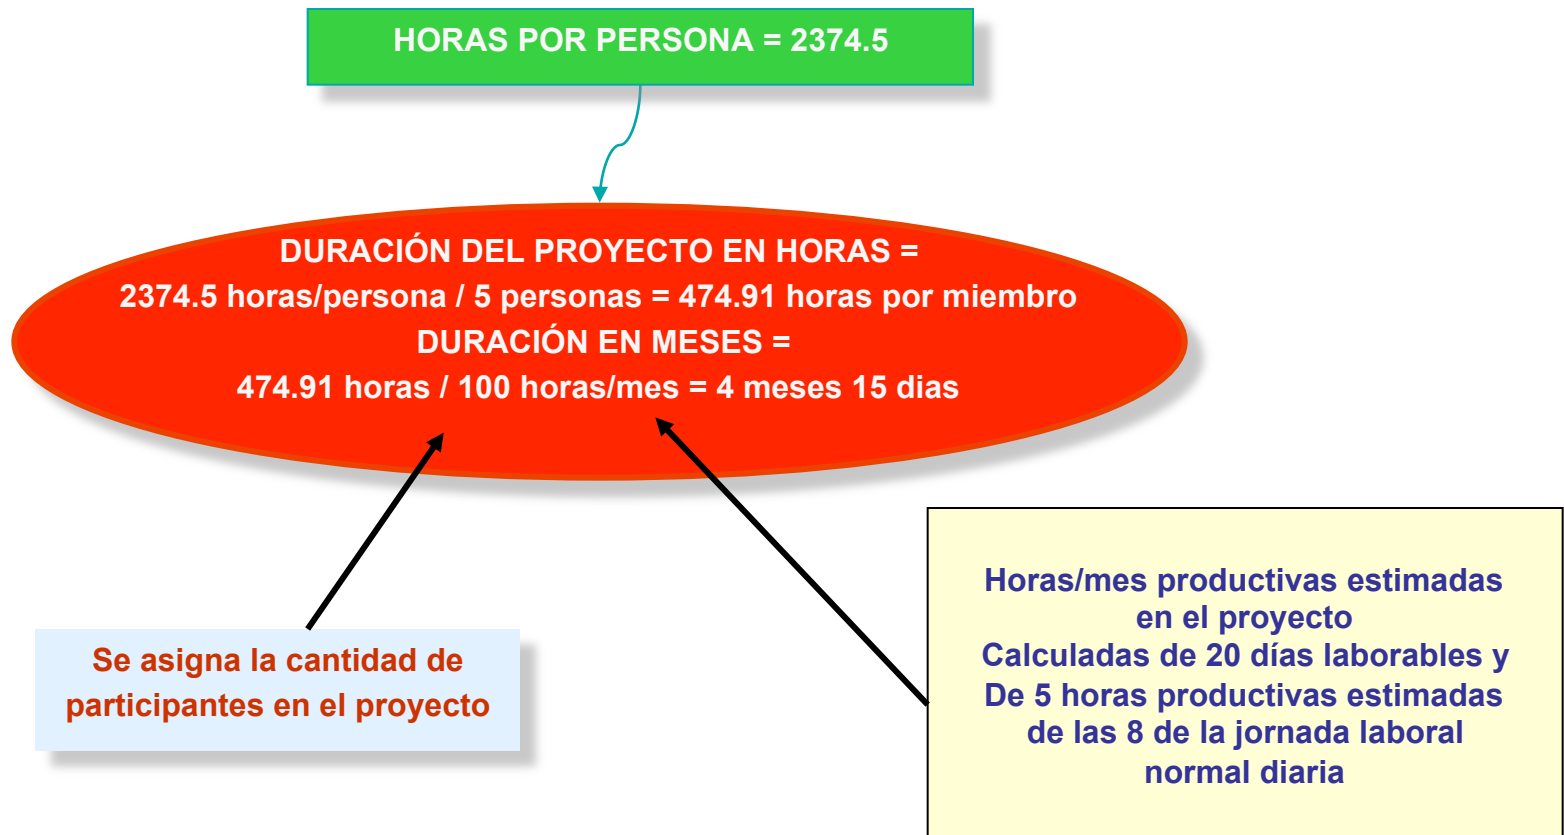 HORAS POR PERSONA = 2374.5
DURACIÓN DEL PROYECTO EN HORAS =
2374.5 horas/persona / 5 personas = 474.91 horas por miembro
DURACIÓN EN MESES =
474.91 horas / 100 horas/mes = 4 meses 15 dias
Se asigna la cantidad de
participantes en el proyecto
Horas/mes productivas estimadas
en el proyecto
Calculadas de 20 días laborables y
De 5 horas productivas estimadas
de las 8 de la jornada laboral
normal diaria